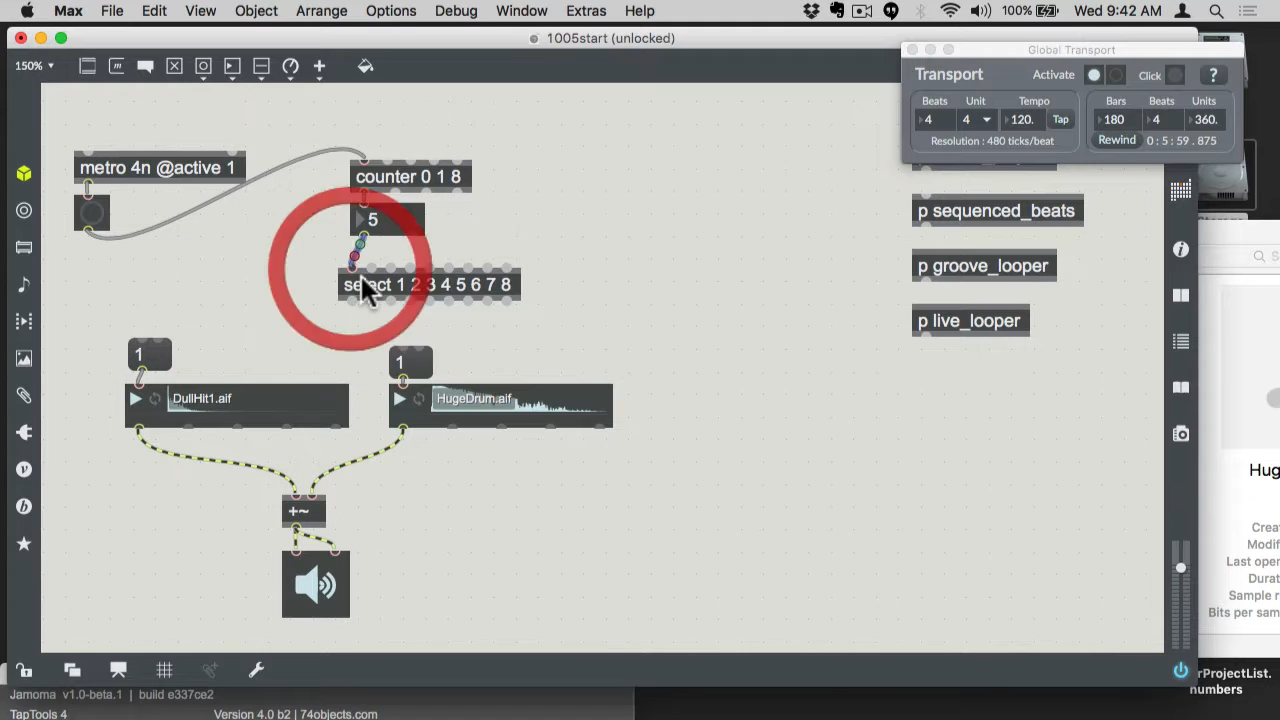 Max File Edit View Object Arrange Options Debug Window Extras Help 100% Wed 9:42 AM
1005start (unlocked)
150%
Global Transport
Transport Activate Click ?
Beats Unit Tempo Bars Beats Units
4 4 120. Tap 180 4 360.
Resolution : 480 ticks/beat Rewind 0 : 5 : 59 . 875
metro 4n @active 1
counter 0 1 8
5
select 1 2 3 4 5 6 7 8
p sequenced_beats
p groove_looper
p live_looper
1
1
DullHit1.aif
HugeDrum.aif
+~
Hug
Crea
Modif
Last oper
Durat
Sample r
Bits per sam
rProjectList.
numbers
Jamoma v1.0-beta.1 | build e337ce2
TapTools 4 Version 4.0 b2 | 74objects.com